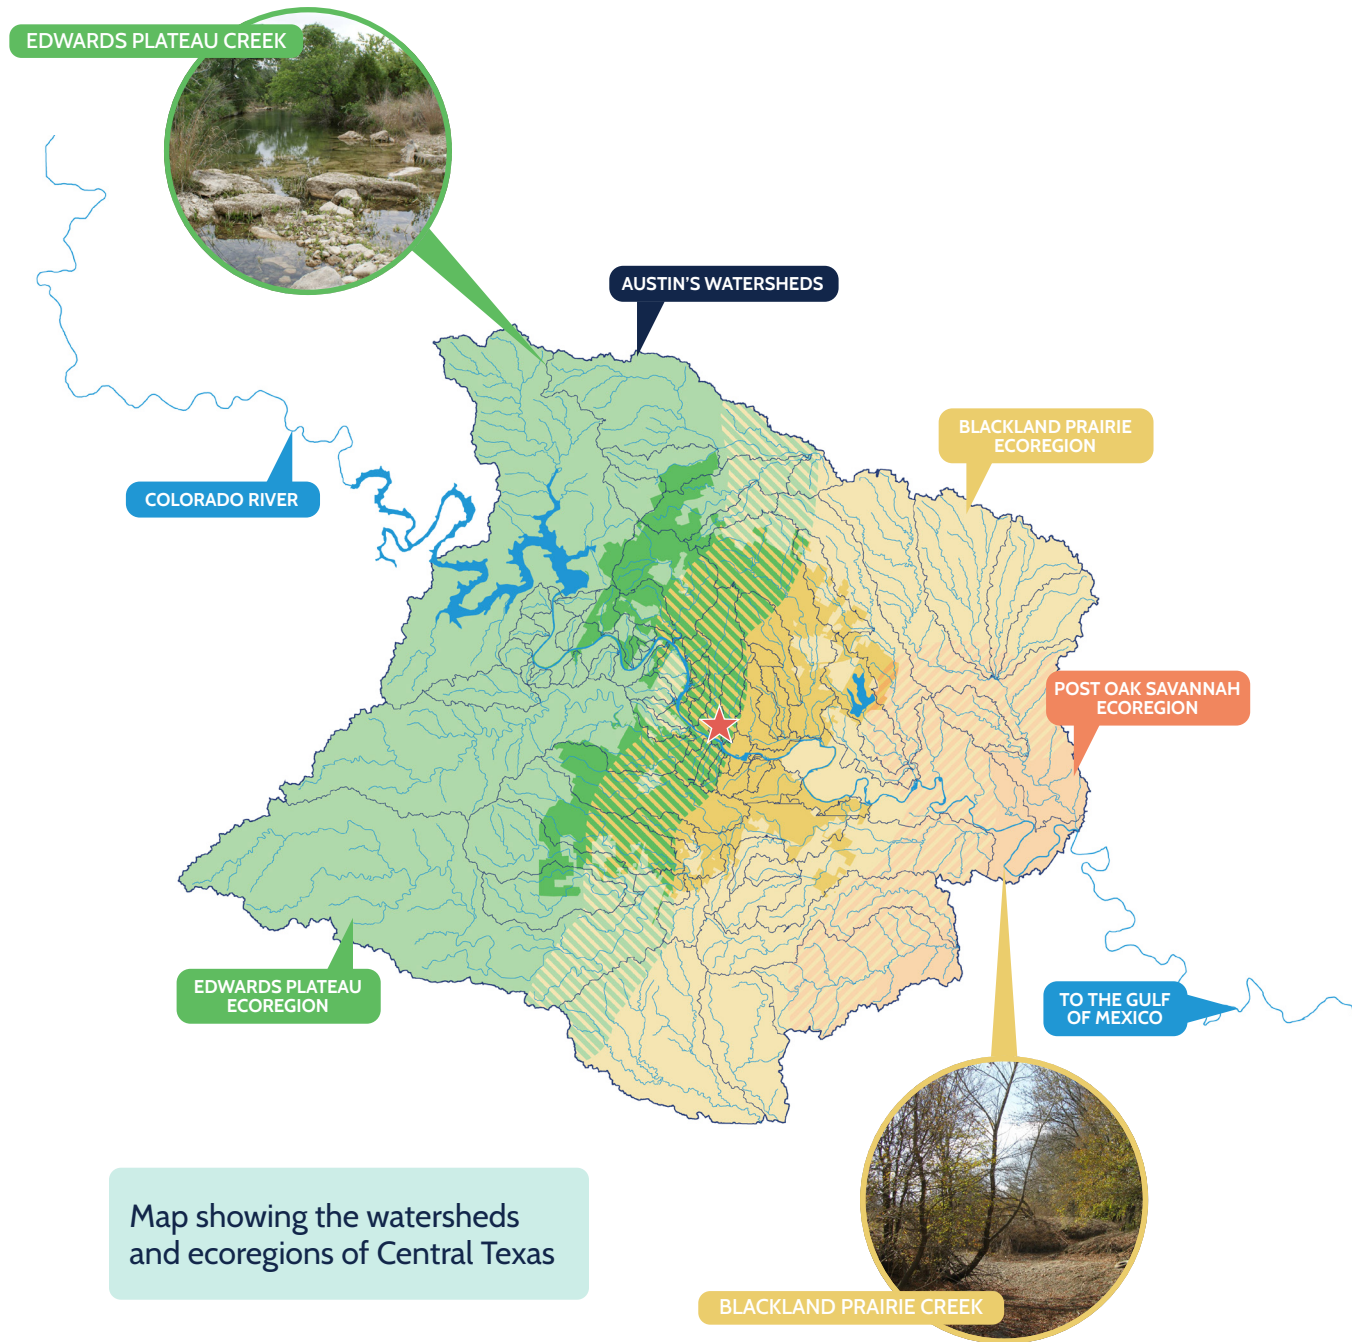 EDWARDS PLATEAU CREEK
AUSTIN'S WATERSHEDS
BLACKLAND PRAIRIE
ECOREGION
COLORADO RIVER
POST OAK SAVANNAH
ECOREGION
EDWARDS PLATEAU
ECOREGION
TO THE GULF
OF MEXICO
Map showing the watersheds
and ecoregions of Central Texas
BLACKLAND PRAIRIE CREEK